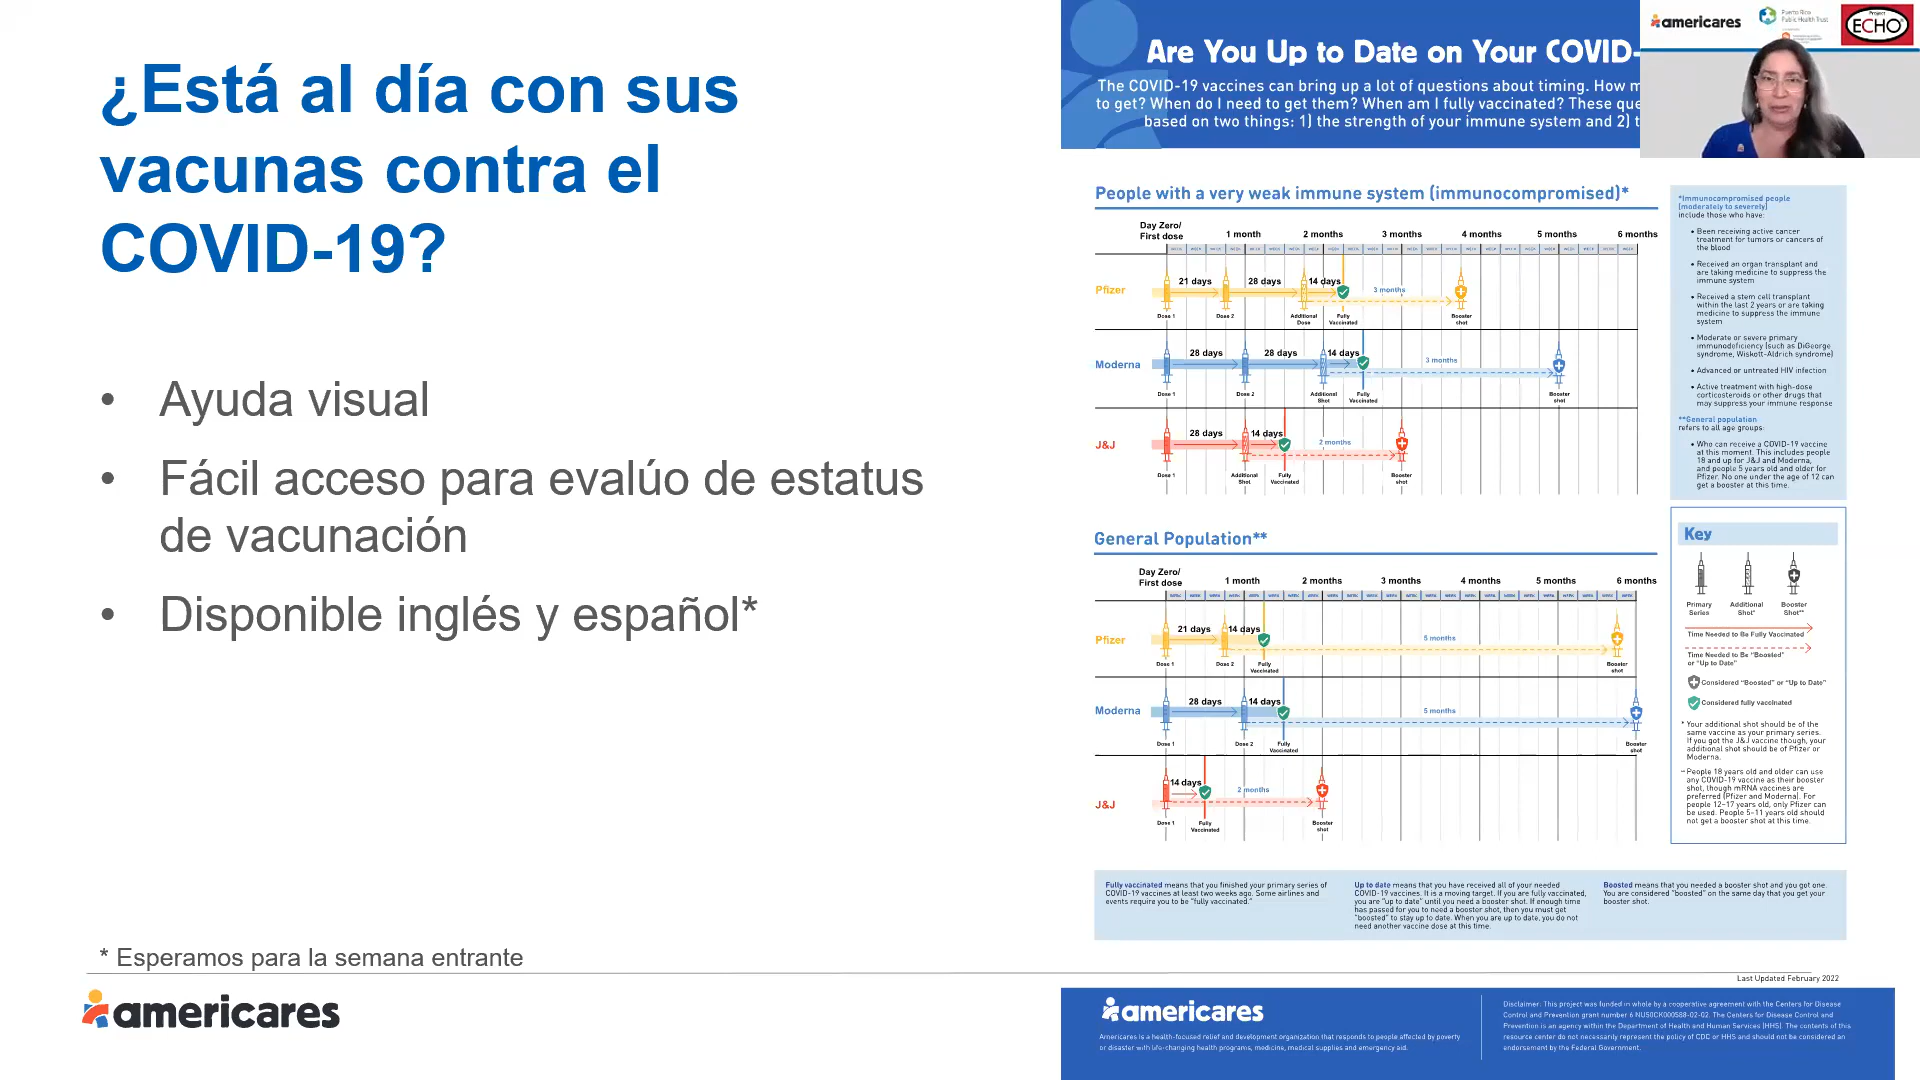 ¿Está al día con sus
vacunas contra el
COVID-19?
• Ayuda visual
• Fácil acceso para evalúo de estatus
de vacunación
• Disponible inglés y español*
* Esperamos para la semana entrante
americares
Are You Up to Date on Your COVID-
The COVID-19 vaccines can bring up a lot of questions about timing. How
to get? When do I need to get them? When am I fully vaccinated? These
based on two things: 1) the strength of your immune system and 2)
americares
Puerto Rico
Public Health Trust
Project
ECHO
People with a very weak immune system (immunocompromised)*
Day Zero/
First dose
1 month 2 months 3 months 4 months 5 months 6 months
Pfizer
21 days 28 days 14 days 3 months
Dose 1 Dose 2 Additional Dose Fully Vaccinated Booster shot
Moderna
28 days 28 days 14 days 3 months
Dose 1 Dose 2 Additional Shot Fully Vaccinated Booster shot
J&J
28 days 14 days 2 months
Dose 1 Additional Shot Fully Vaccinated Booster shot
General Population**
Day Zero/
First dose
1 month 2 months 3 months 4 months 5 months 6 months
Pfizer
21 days 14 days 5 months
Dose 1 Dose 2 Fully Vaccinated Booster shot
Moderna
28 days 14 days 5 months
Dose 1 Dose 2 Fully Vaccinated Booster shot
J&J
14 days 2 months
Dose 1 Fully Vaccinated Booster shot
*Immunocompromised people
(moderately to severely)
include those who have:
• Been receiving active cancer
treatment for tumors or cancers of
the blood
• Received an organ transplant and
are taking medicine to suppress the
immune system
• Received a stem cell transplant
within the last 2 years or are taking
medicine to suppress the immune
system
• Moderate or severe primary
immunodeficiency (such as DiGeorge
syndrome, Wiskott-Aldrich syndrome)
• Advanced or untreated HIV infection
• Active treatment with high-dose
corticosteroids or other drugs that
may suppress your immune response
**General population
refers to all age groups:
• Who can receive a COVID-19 vaccine
at this moment. This includes people
18 and up for J&J and Moderna,
and people 5 years old and older for
Pfizer. No one under the age of 12 can
get a booster at this time.
Key
Primary Series
Additional Shot*
Booster Shot**
Time Needed to Be Fully Vaccinated
Time Needed to Be "Boosted"
or "Up to Date"
Considered "Boosted" or "Up to Date"
Considered fully vaccinated
* Your additional shot should be of the
same vaccine as your primary series.
If you got the J&J vaccine though, your
additional shot should be of Pfizer or
Moderna.
** People 18 years old and older can use
any COVID-19 vaccine as their booster
shot, though mRNA vaccines are
preferred (Pfizer and Moderna). For
people 12-17 years old, only Pfizer can
be used. People 5-11 years old should
not get a booster shot at this time.
Fully vaccinated means that you finished your primary series of
COVID-19 vaccines at least two weeks ago. Some airlines and
events require you to be "fully vaccinated."
Up to date means that you have received all of your needed
COVID-19 vaccines. It is a moving target. If you are fully vaccinated,
you are "up to date" until you need a booster shot. If enough time
has passed for you to need a booster shot, then you must get
"boosted" to stay up to date. When you are up to date, you do not
need another vaccine dose at this time.
Boosted means that you needed a booster shot and you got one.
You are considered "boosted" on the same day that you get your
booster shot.
Last Updated February 2022
americares
Americares is a health-focused relief and development organization that responds to people affected by poverty
or disaster with life-changing health programs, medicine, medical supplies and emergency aid.
Disclaimer: This project was funded in whole by a cooperative agreement with the Centers for Disease
Control and Prevention grant number 6 NU50CK000588-02-02. The Centers for Disease Control and
Prevention is an agency within the Department of Health and Human Services (HHS). The contents of this
resource center do not necessarily represent the policy of CDC or HHS and should not be considered an
endorsement by the Federal Government.